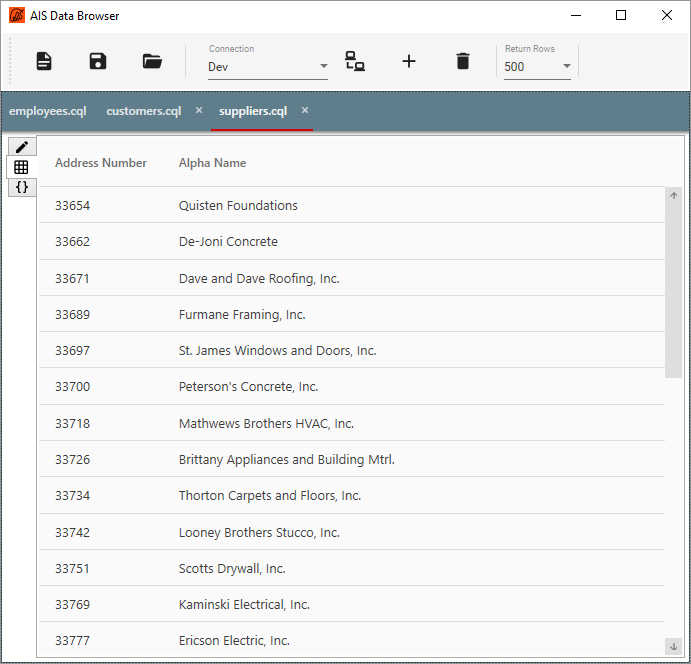 AIS Data Browser
Connection
Dev
Return Rows
500
employees.cql customers.cql × suppliers.cql ×
Address Number Alpha Name
{}
33654 Quisten Foundations
33662 De-Joni Concrete
33671 Dave and Dave Roofing, Inc.
33689 Furmane Framing, Inc.
33697 St. James Windows and Doors, Inc.
33700 Peterson's Concrete, Inc.
33718 Mathwews Brothers HVAC, Inc.
33726 Brittany Appliances and Building Mtrl.
33734 Thorton Carpets and Floors, Inc.
33742 Looney Brothers Stucco, Inc.
33751 Scotts Drywall, Inc.
33769 Kaminski Electrical, Inc.
33777 Ericson Electric, Inc.